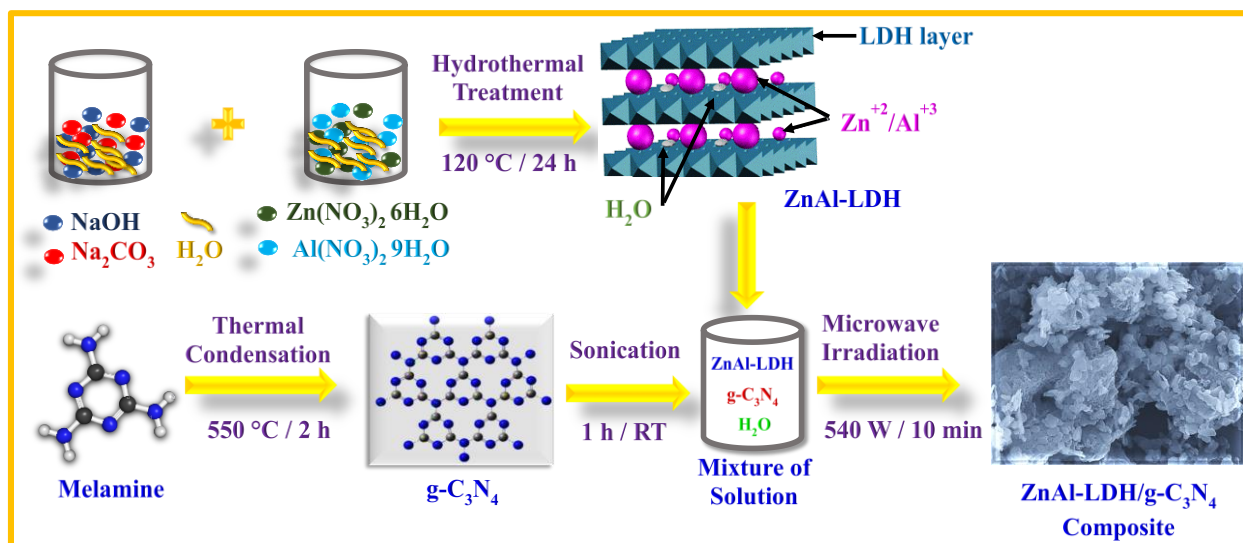 Hydrothermal
Treatment
120 °C / 24 h
LDH layer
Zn⁺²/Al⁺³
H₂O
ZnAl-LDH
NaOH
Na₂CO₃
H₂O
Zn(NO₃)₂ 6H₂O
Al(NO₃)₂ 9H₂O
Thermal
Condensation
550 °C / 2 h
Melamine
g-C₃N₄
Sonication
1 h / RT
ZnAl-LDH
g-C₃N₄
H₂O
Mixture of
Solution
Microwave
Irradiation
540 W / 10 min
ZnAl-LDH/g-C₃N₄
Composite